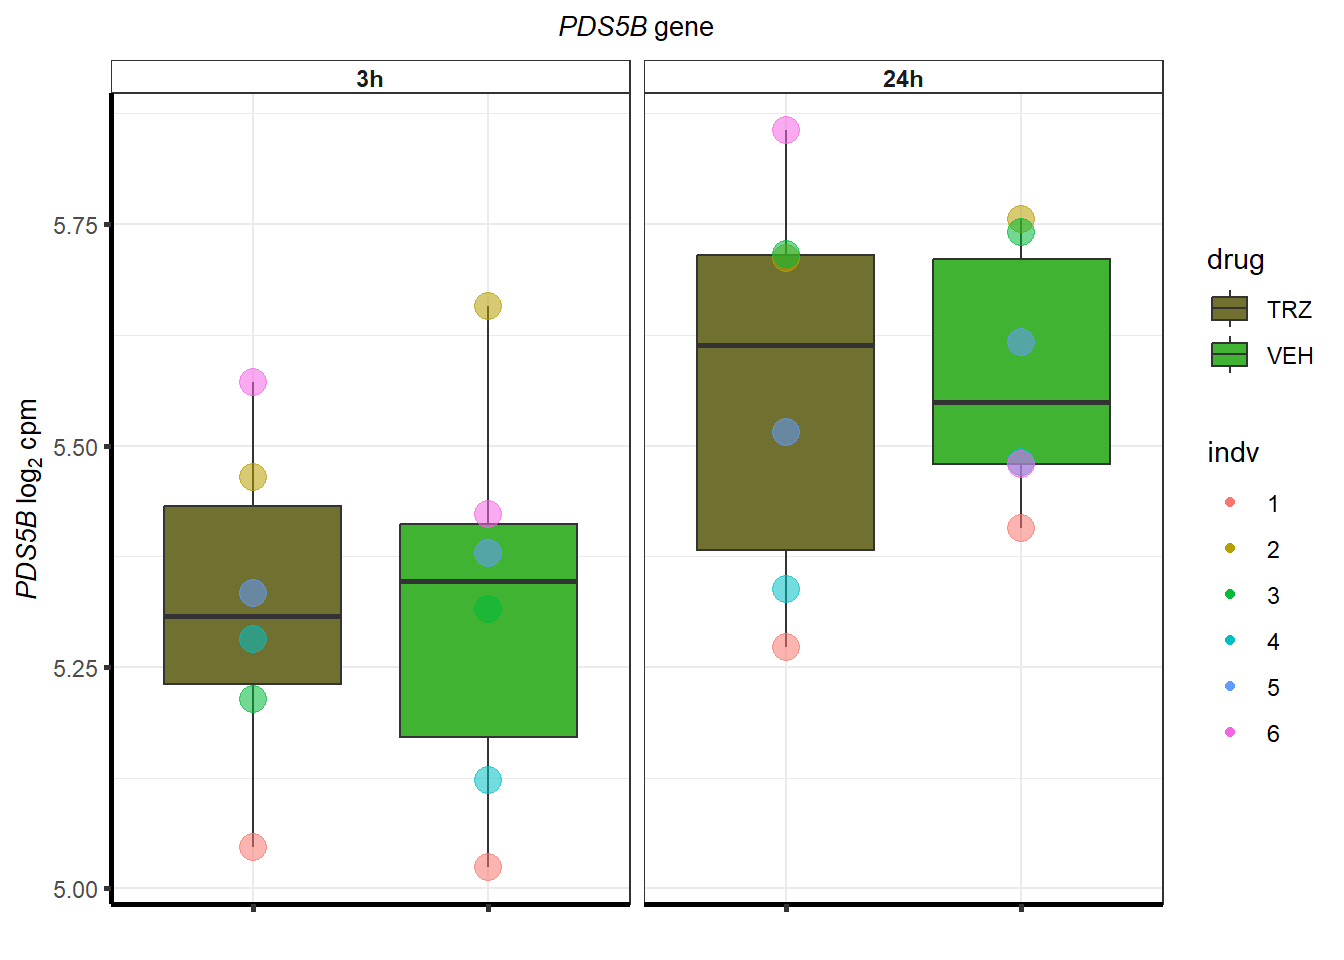 PDS5B gene
3h
24h
PDS5B log₂ cpm
5.75
5.50
5.25
5.00
drug
TRZ
VEH
indv
1
2
3
4
5
6